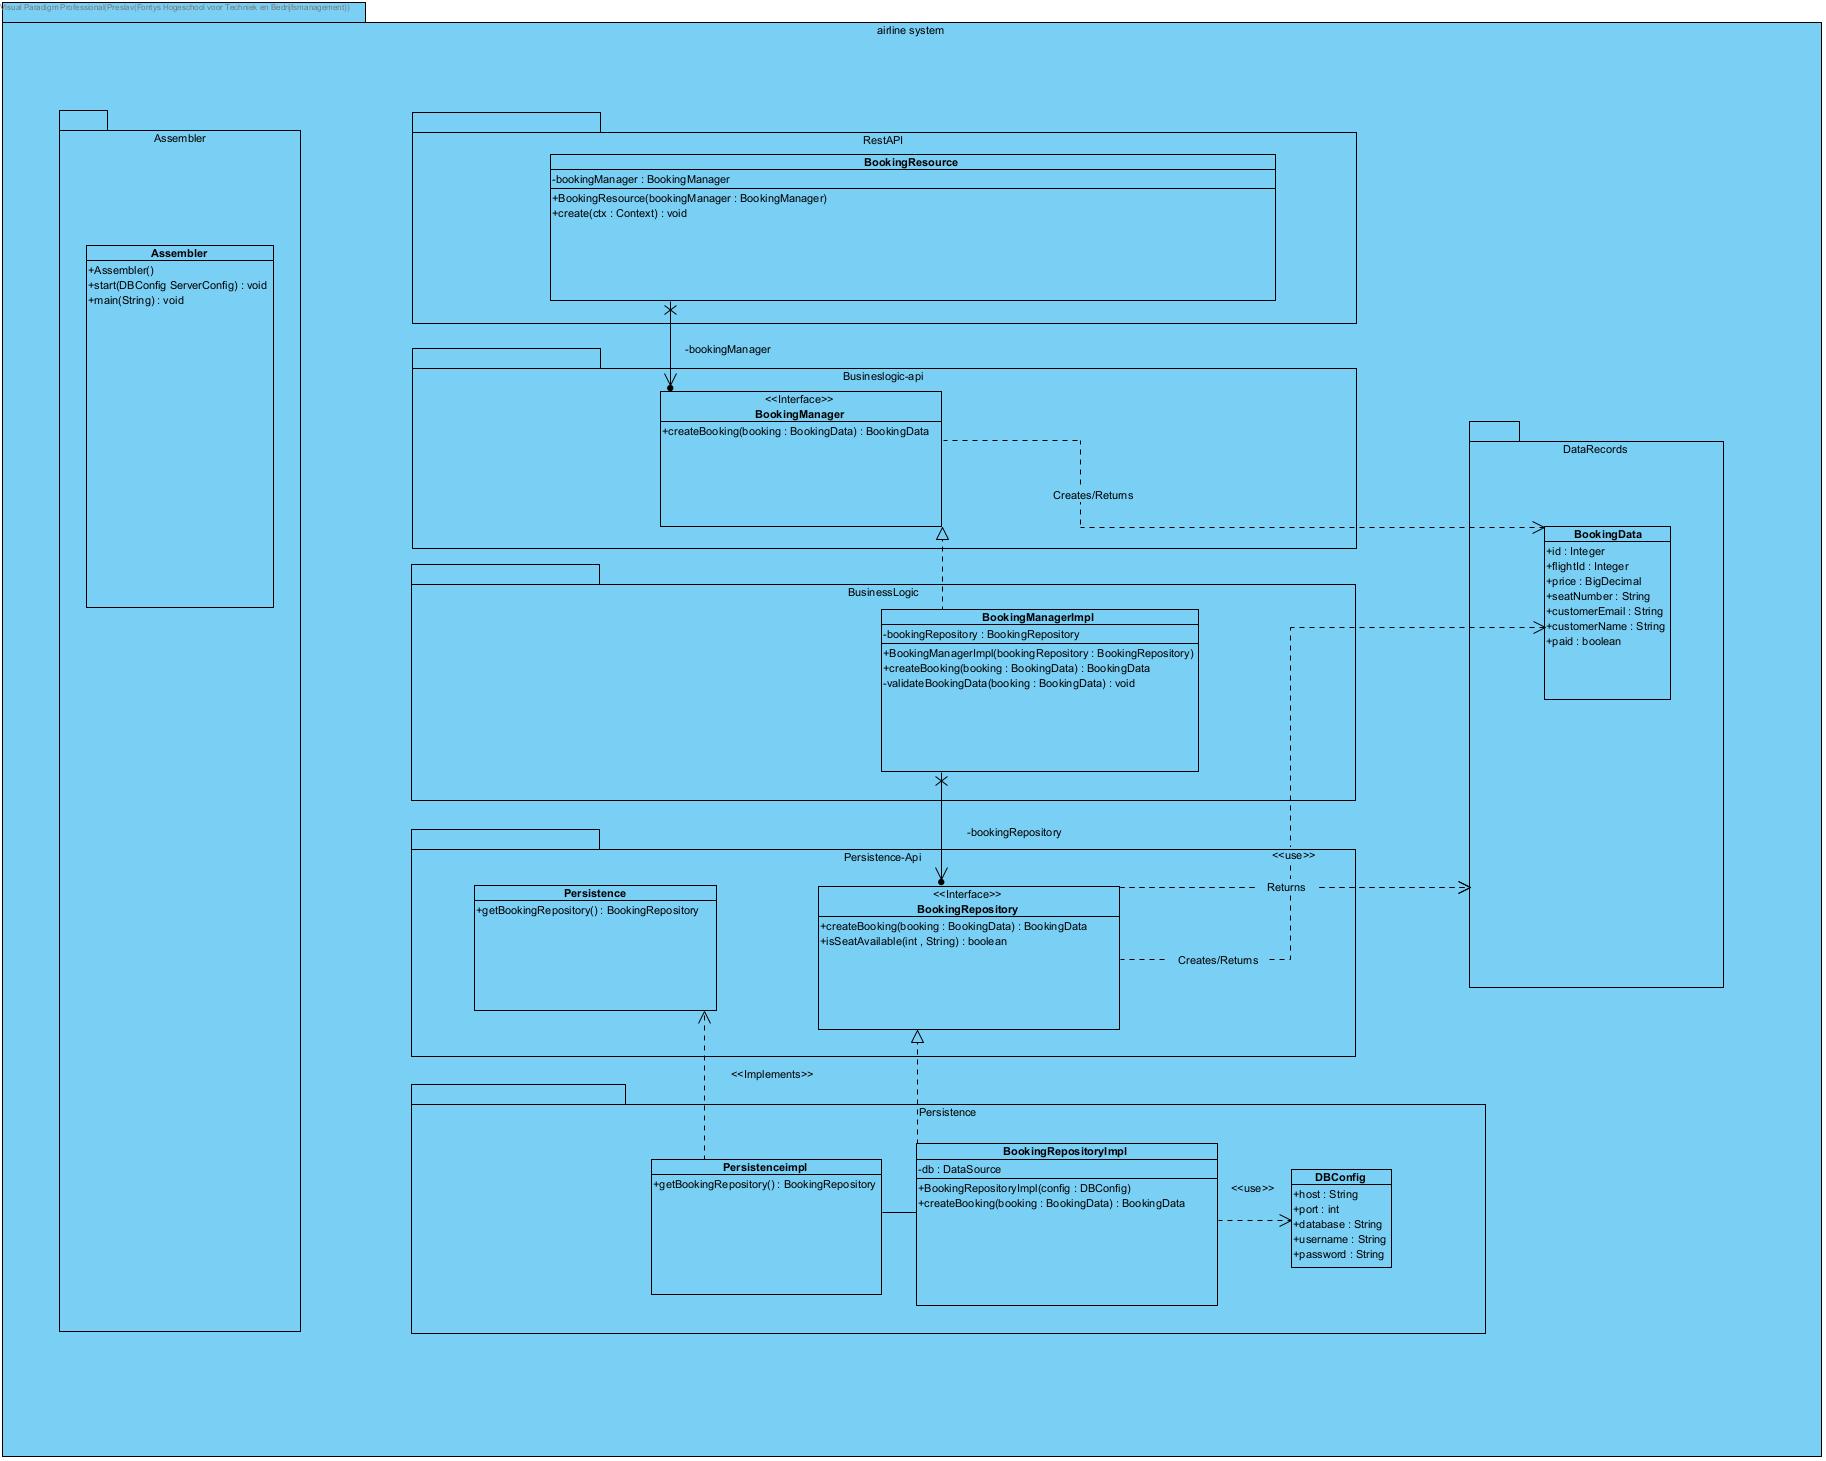 Visual Paradigm Professional(Preslav(Fontys Hogeschool voor Techniek en Bedrijfsmanagement))
airline system
Assembler
Assembler
+Assembler()
+start(DBConfig ServerConfig) : void
+main(String) : void
RestAPI
BookingResource
-bookingManager : BookingManager
+BookingResource(bookingManager : BookingManager)
+create(ctx : Context) : void
-bookingManager
Busineslogic-api
<<Interface>>
BookingManager
+createBooking(booking : BookingData) : BookingData
Creates/Returns
DataRecords
BookingData
+id : Integer
+flightId : Integer
+price : BigDecimal
+seatNumber : String
+customerEmail : String
+customerName : String
+paid : boolean
BusinessLogic
BookingManagerImpl
-bookingRepository : BookingRepository
+BookingManagerImpl(bookingRepository : BookingRepository)
+createBooking(booking : BookingData) : BookingData
-validateBookingData(booking : BookingData) : void
-bookingRepository
Persistence-Api
<<use>>
Persistence
+getBookingRepository() : BookingRepository
<<Interface>>
BookingRepository
+createBooking(booking : BookingData) : BookingData
+isSeatAvailable(int , String) : boolean
Returns
Creates/Returns
<<Implements>>
Persistence
Persistenceimpl
+getBookingRepository() : BookingRepository
BookingRepositoryImpl
-db : DataSource
+BookingRepositoryImpl(config : DBConfig)
+createBooking(booking : BookingData) : BookingData
<<use>>
DBConfig
+host : String
+port : int
+database : String
+username : String
+password : String